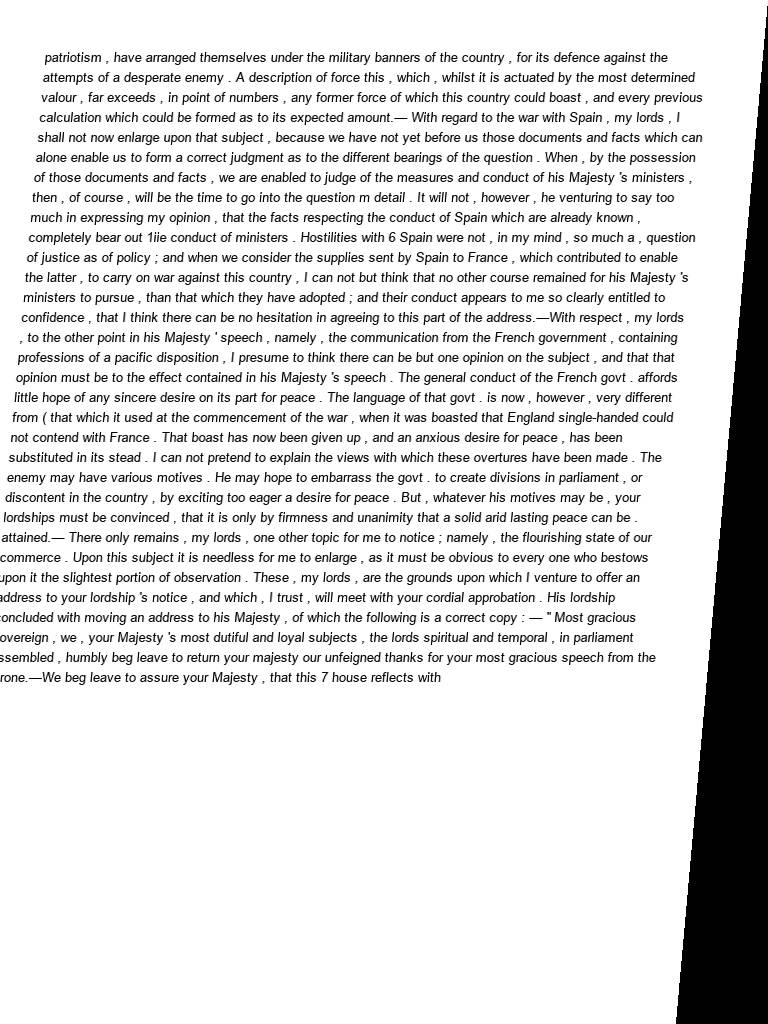 patriotism , have arranged themselves under the military banners of the country , for its defence against the
attempts of a desperate enemy . A description of force this , which , whilst it is actuated by the most determined
valour , far exceeds , in point of numbers , any former force of which this country could boast , and every previous
calculation which could be formed as to its expected amount.— With regard to the war with Spain , my lords , I
shall not now enlarge upon that subject , because we have not yet before us those documents and facts which can
alone enable us to form a correct judgment as to the different bearings of the question . When , by the possession
of those documents and facts , we are enabled to judge of the measures and conduct of his Majesty 's ministers ,
then , of course , will be the time to go into the question m detail . It will not , however , he venturing to say too
much in expressing my opinion , that the facts respecting the conduct of Spain which are already known ,
completely bear out 1iie conduct of ministers . Hostilities with 6 Spain were not , in my mind , so much a , question
of justice as of policy ; and when we consider the supplies sent by Spain to France , which contributed to enable
the latter , to carry on war against this country , I can not but think that no other course remained for his Majesty 's
ministers to pursue , than that which they have adopted ; and their conduct appears to me so clearly entitled to
confidence , that I think there can be no hesitation in agreeing to this part of the address.—With respect , my lords
, to the other point in his Majesty ' speech , namely , the communication from the French government , containing
professions of a pacific disposition , I presume to think there can be but one opinion on the subject , and that that
opinion must be to the effect contained in his Majesty 's speech . The general conduct of the French govt . affords
little hope of any sincere desire on its part for peace . The language of that govt . is now , however , very different
from ( that which it used at the commencement of the war , when it was boasted that England single-handed could
not contend with France . That boast has now been given up , and an anxious desire for peace , has been
substituted in its stead . I can not pretend to explain the views with which these overtures have been made . The
enemy may have various motives . He may hope to embarrass the govt . to create divisions in parliament , or
discontent in the country , by exciting too eager a desire for peace . But , whatever his motives may be , your
lordships must be convinced , that it is only by firmness and unanimity that a solid arid lasting peace can be .
attained.— There only remains , my lords , one other topic for me to notice ; namely , the flourishing state of our
commerce . Upon this subject it is needless for me to enlarge , as it must be obvious to every one who bestows
upon it the slightest portion of observation . These , my lords , are the grounds upon which I venture to offer an
address to your lordship 's notice , and which , I trust , will meet with your cordial approbation . His lordship
concluded with moving an address to his Majesty , of which the following is a correct copy : — " Most gracious
overeign , we , your Majesty 's most dutiful and loyal subjects , the lords spiritual and temporal , in parliament
ssembled , humbly beg leave to return your majesty our unfeigned thanks for your most gracious speech from the
rone.—We beg leave to assure your Majesty , that this 7 house reflects with